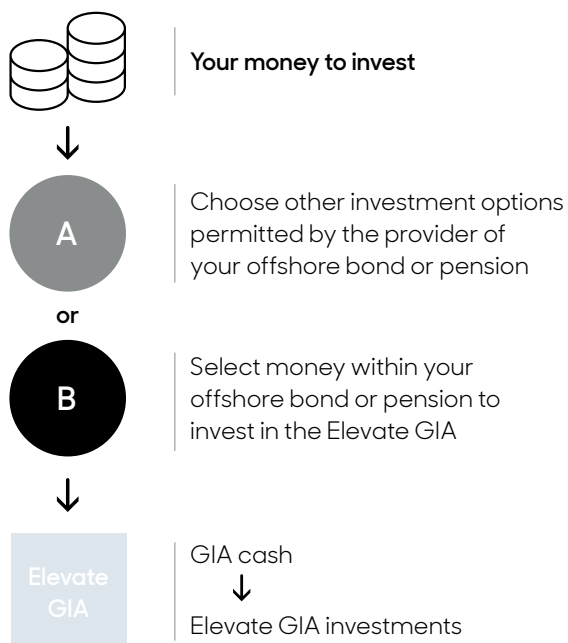 Your money to invest
A
Choose other investment options
permitted by the provider of
your offshore bond or pension
or
B
Select money within your
offshore bond or pension to
invest in the Elevate GIA
Elevate
GIA
GIA cash
Elevate GIA investments